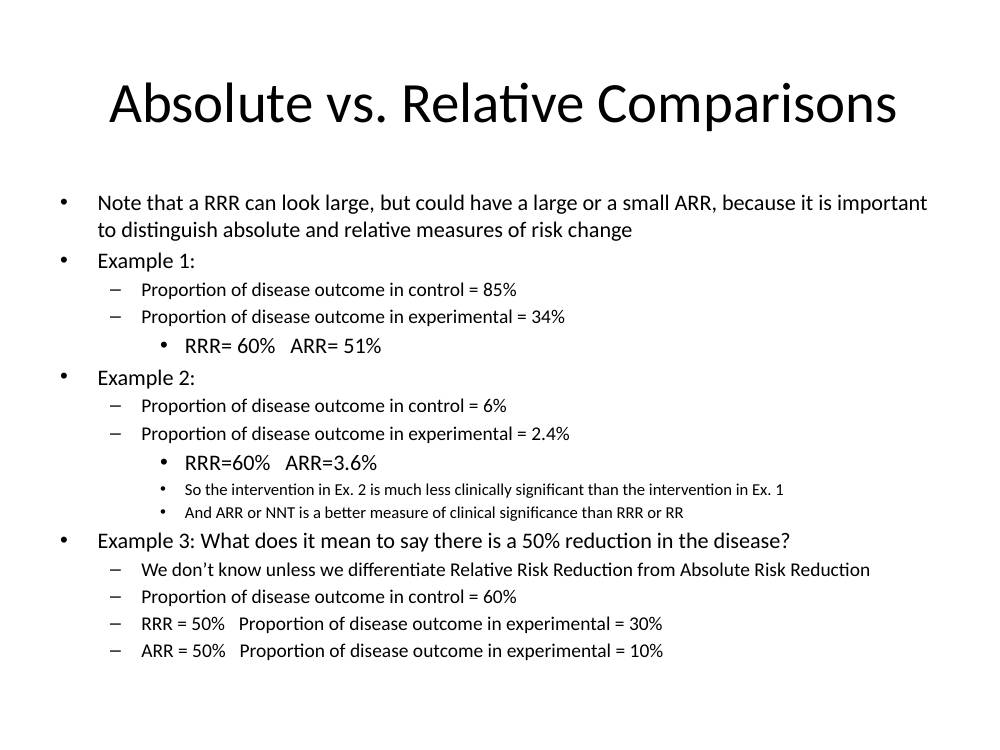 Absolute vs. Relative Comparisons
• Note that a RRR can look large, but could have a large or a small ARR, because it is important
to distinguish absolute and relative measures of risk change
• Example 1:
– Proportion of disease outcome in control = 85%
– Proportion of disease outcome in experimental = 34%
• RRR= 60% ARR= 51%
• Example 2:
– Proportion of disease outcome in control = 6%
– Proportion of disease outcome in experimental = 2.4%
• RRR=60% ARR=3.6%
• So the intervention in Ex. 2 is much less clinically significant than the intervention in Ex. 1
• And ARR or NNT is a better measure of clinical significance than RRR or RR
• Example 3: What does it mean to say there is a 50% reduction in the disease?
– We don’t know unless we differentiate Relative Risk Reduction from Absolute Risk Reduction
– Proportion of disease outcome in control = 60%
– RRR = 50% Proportion of disease outcome in experimental = 30%
– ARR = 50% Proportion of disease outcome in experimental = 10%